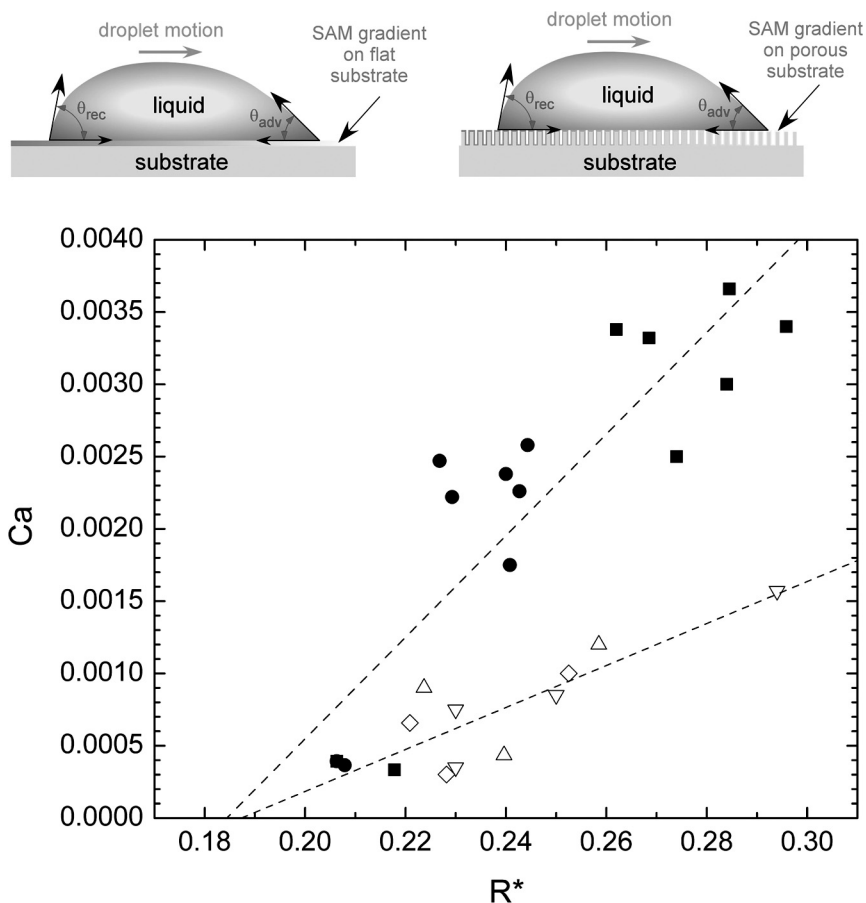 droplet motion
SAM gradient
on flat
substrate
θrec
liquid
θadv
substrate
droplet motion
SAM gradient
on porous
substrate
θrec
liquid
θadv
substrate
0.0040
0.0035
0.0030
0.0025
0.0020
0.0015
0.0010
0.0005
0.0000
Ca
0.18 0.20 0.22 0.24 0.26 0.28 0.30
R*